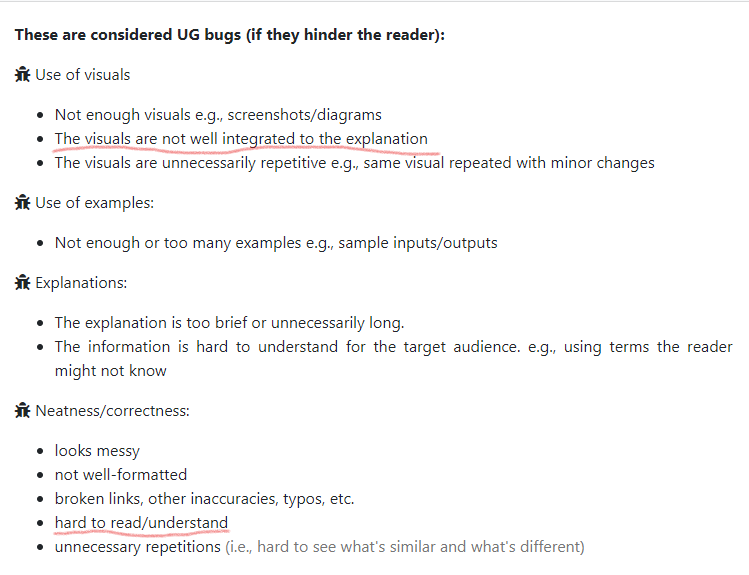 These are considered UG bugs (if they hinder the reader):
Use of visuals
Not enough visuals e.g., screenshots/diagrams
The visuals are not well integrated to the explanation
The visuals are unnecessarily repetitive e.g., same visual repeated with minor changes
Use of examples:
Not enough or too many examples e.g., sample inputs/outputs
Explanations:
The explanation is too brief or unnecessarily long.
The information is hard to understand for the target audience. e.g., using terms the reader
might not know
Neatness/correctness:
looks messy
not well-formatted
broken links, other inaccuracies, typos, etc.
hard to read/understand
unnecessary repetitions (i.e., hard to see what's similar and what's different)